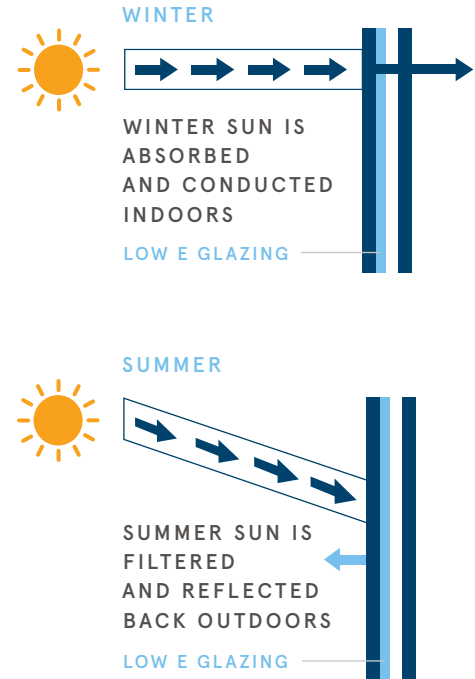 WINTER
WINTER SUN IS
ABSORBED
AND CONDUCTED
INDOORS
LOW E GLAZING
SUMMER
SUMMER SUN IS
FILTERED
AND REFLECTED
BACK OUTDOORS
LOW E GLAZING